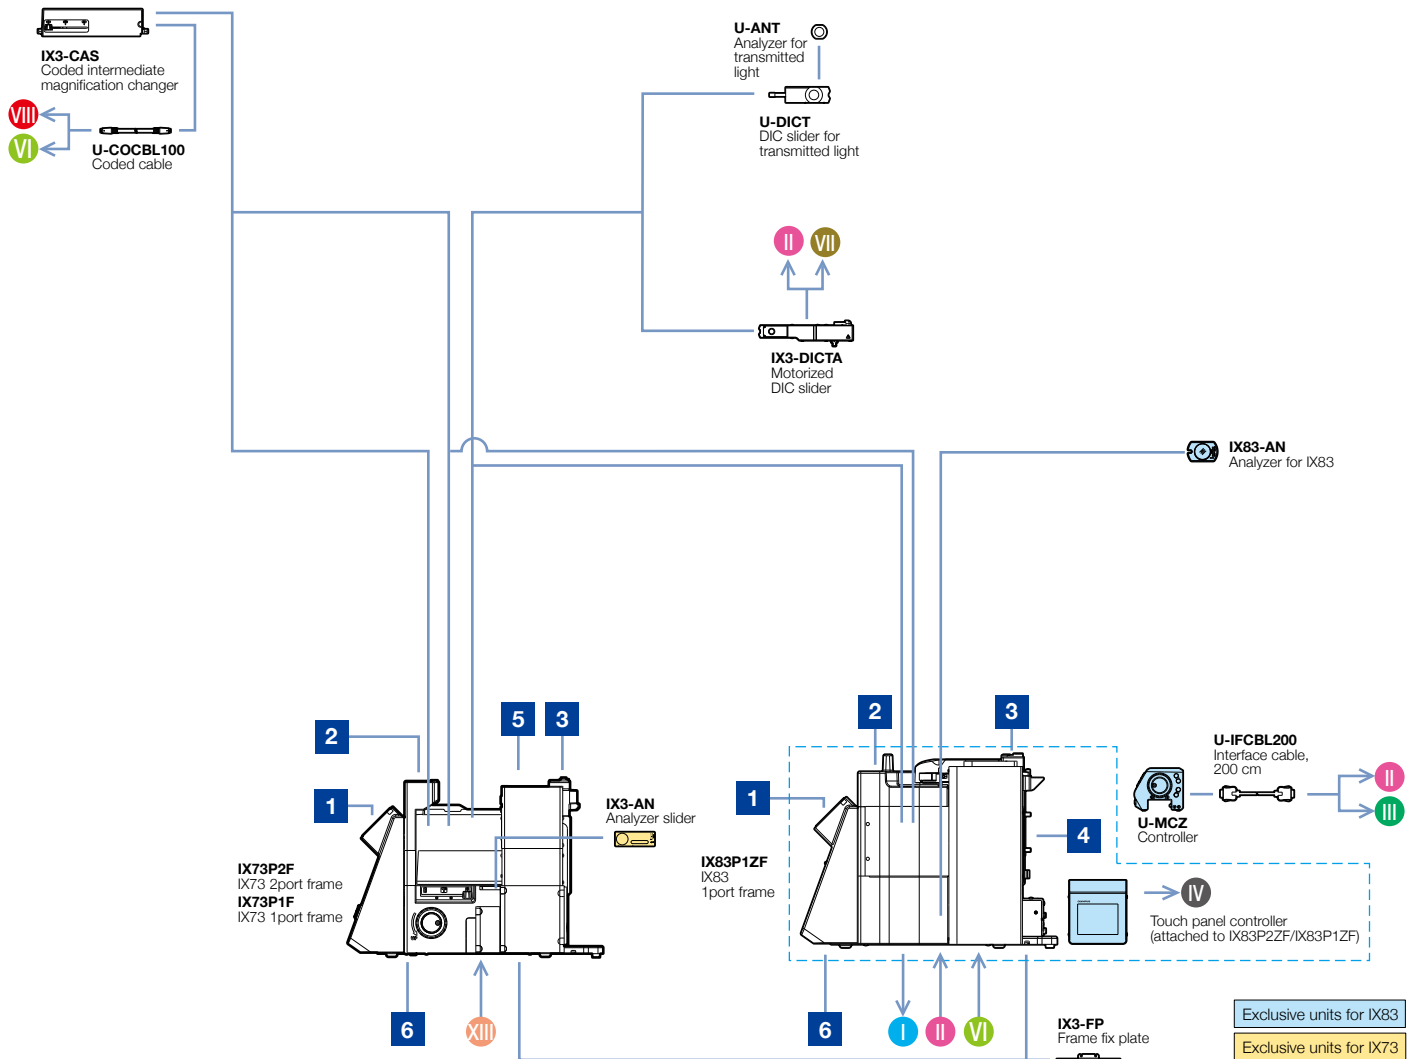 IX3-CAS
Coded intermediate
magnification changer
VIII
VI
U-COCBL100
Coded cable
U-ANT
Analyzer for
transmitted
light
U-DICT
DIC slider for
transmitted light
II
VII
IX3-DICTA
Motorized
DIC slider
IX83-AN
Analyzer for IX83
2
5
3
1
IX3-AN
Analyzer slider
IX73P2F
IX73 2port frame
IX73P1F
IX73 1port frame
6
XIII
2
3
1
4
IX83P1ZF
IX83
1port frame
U-IFCBL200
Interface cable,
200 cm
II
III
U-MCZ
Controller
IV
Touch panel controller
(attached to IX83P2ZF/IX83P1ZF)
6
I
II
VI
IX3-FP
Frame fix plate
Exclusive units for IX83
Exclusive units for IX73